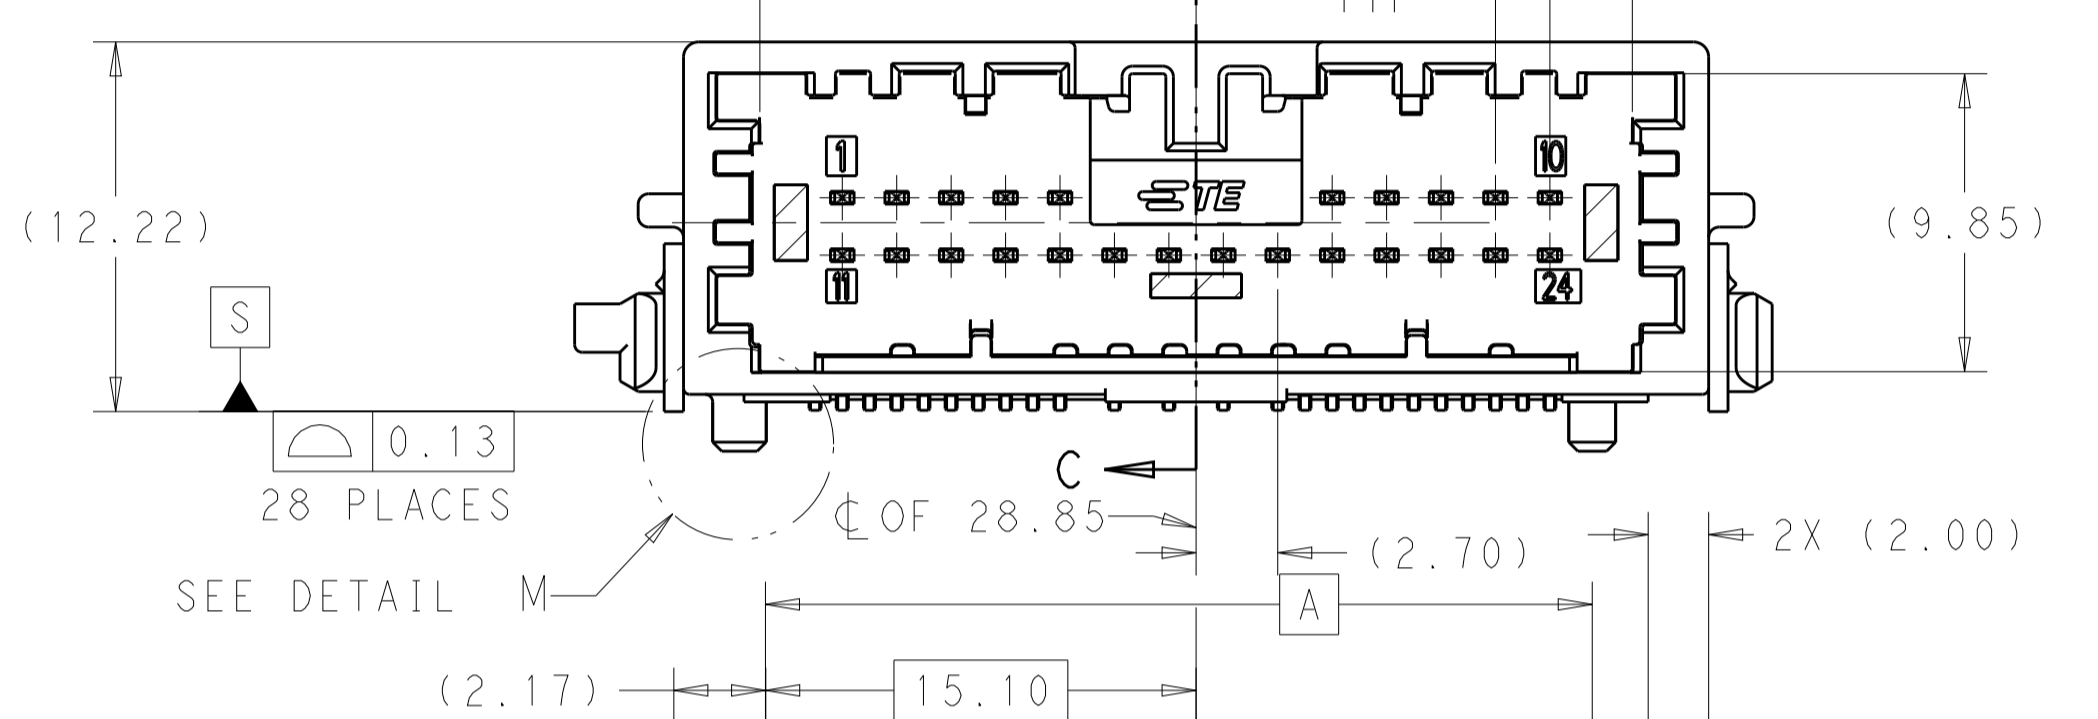 1
10
TE
(12.22)
(9.85)
11
24
S
0.13
28 PLACES
C
℄ OF 28.85
(2.70)
2X (2.00)
SEE DETAIL M
A
(2.17)
15.10